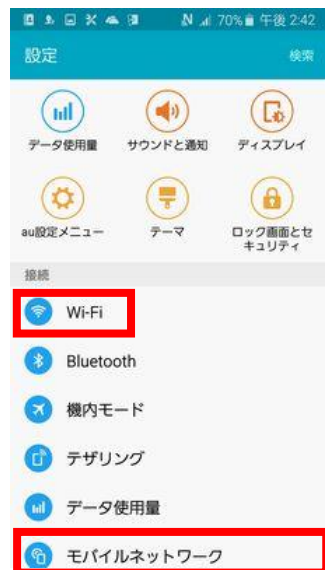 70% 午後 2:42
設定 検索
データ使用量 サウンドと通知 ディスプレイ
au設定メニュー テーマ ロック画面とセ
キュリティ
接続
Wi-Fi
Bluetooth
機内モード
テザリング
データ使用量
モバイルネットワーク